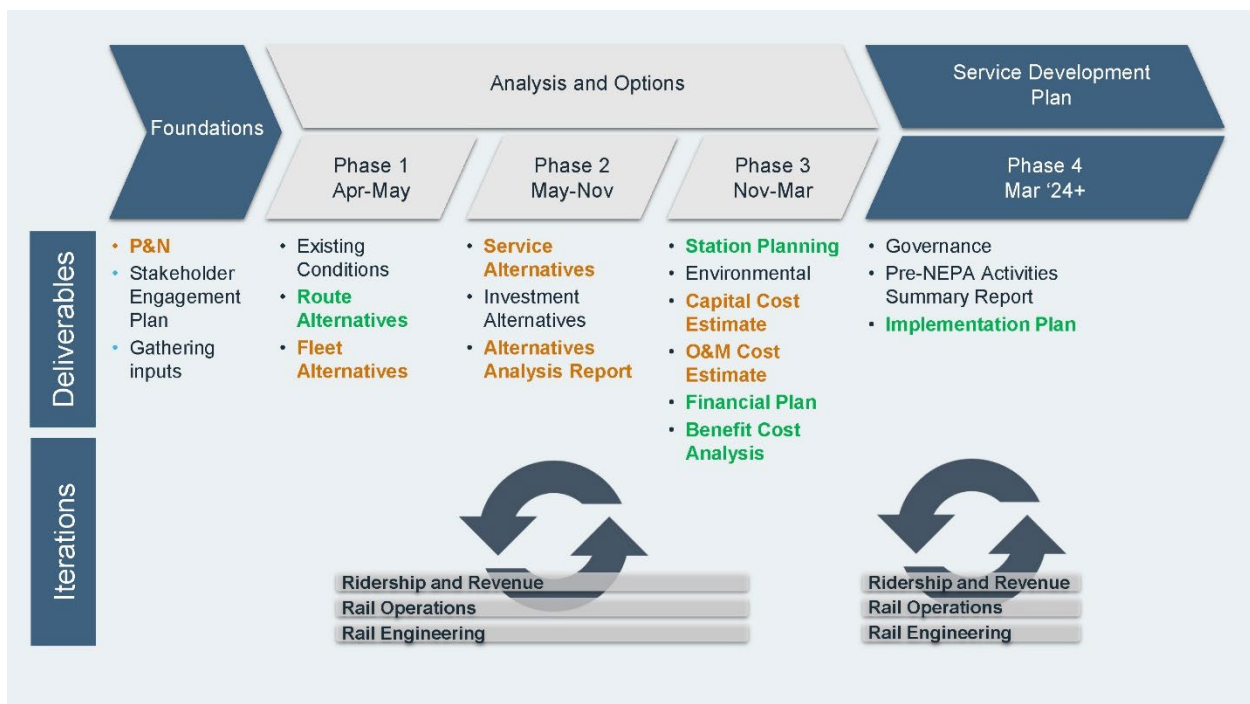 Foundations
Analysis and Options
Service Development
Plan
Phase 1
Apr-May
Phase 2
May-Nov
Phase 3
Nov-Mar
Phase 4
Mar ‘24+
Deliverables
• P&N
• Stakeholder
Engagement
Plan
• Gathering
inputs
• Existing
Conditions
• Route
Alternatives
• Fleet
Alternatives
• Service
Alternatives
• Investment
Alternatives
• Alternatives
Analysis Report
• Station Planning
• Environmental
• Capital Cost
Estimate
• O&M Cost
Estimate
• Financial Plan
• Benefit Cost
Analysis
• Governance
• Pre-NEPA Activities
Summary Report
• Implementation Plan
Iterations
Ridership and Revenue
Rail Operations
Rail Engineering
Ridership and Revenue
Rail Operations
Rail Engineering